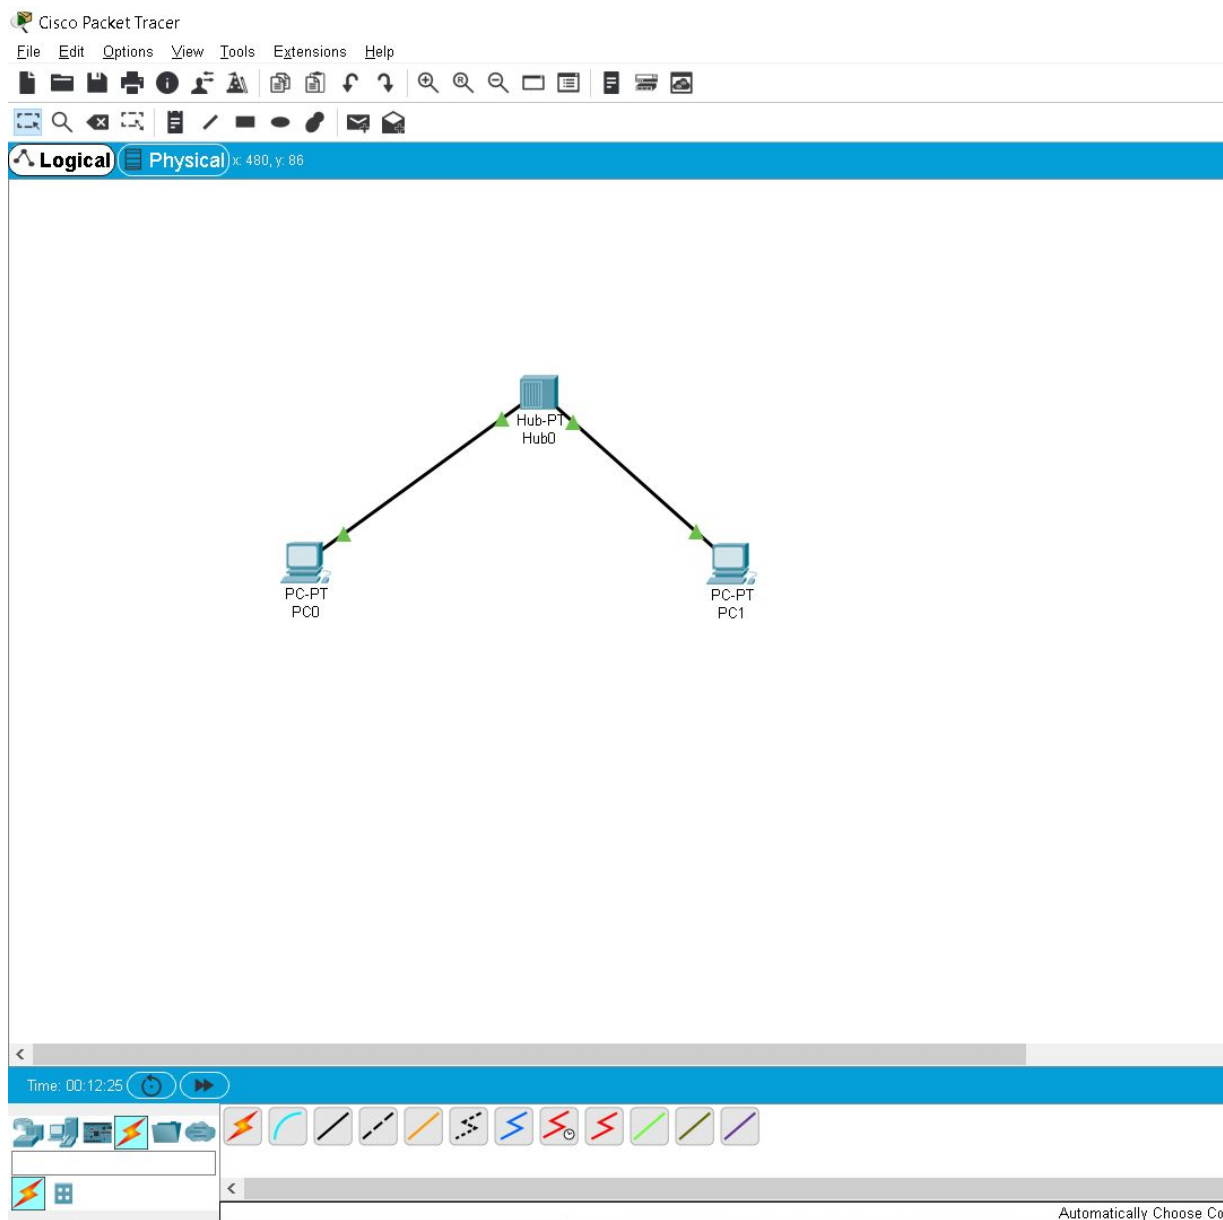 Cisco Packet Tracer
File Edit Options View Tools Extensions Help
Logical Physical x: 480, y: 86
Hub-PT
Hub0
PC-PT
PC0
PC-PT
PC1
Time: 00:12:25
Automatically Choose Co